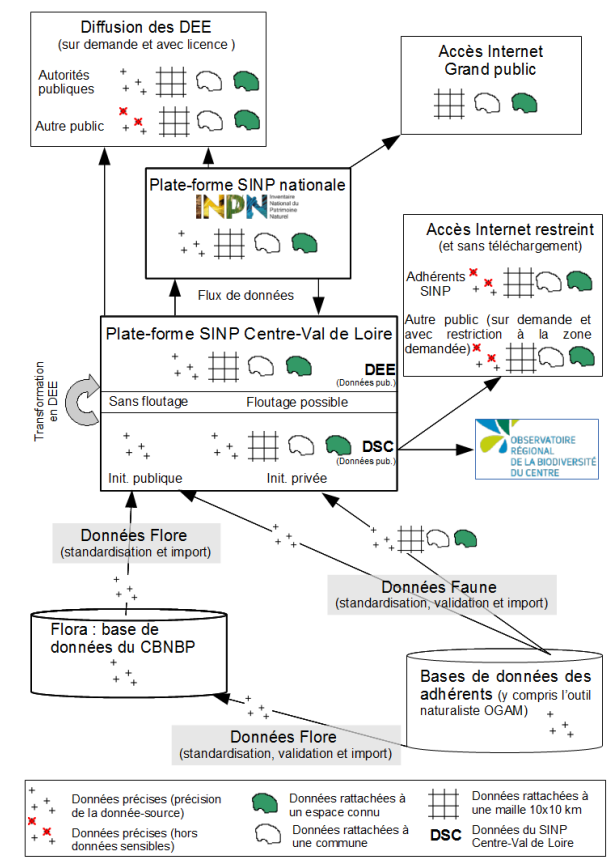 Diffusion des DEE
(sur demande et avec licence )
Autorités
publiques
Autre public
Accès Internet
Grand public
Plate-forme SINP nationale
INPN
Inventaire
National du
Patrimoine
Naturel
Accès Internet restreint
(et sans téléchargement)
Adhérents
SINP
Autre public (sur demande et
avec restriction à la zone
demandée)
Flux de données
Plate-forme SINP Centre-Val de Loire
DEE
(Données pub.)
Transformation
en DEE
Sans floutage
Floutage possible
DSC
(Données pub.)
Init. publique
Init. privée
OBSERVATOIRE
RÉGIONAL
DE LA BIODIVERSITÉ
DU CENTRE
Données Flore
(standardisation et import)
Données Faune
(standardisation, validation et import)
Flora : base de
données du CBNBP
Bases de données des
adhérents (y compris l'outil
naturaliste OGAM)
Données Flore
(standardisation, validation et import)
Données précises (précision
de la donnée-source)
Données précises (hors
données sensibles)
Données rattachées à
un espace connu
Données rattachées à
une commune
Données rattachées à
une maille 10x10 km
DSC
Données du SINP
Centre-Val de Loire